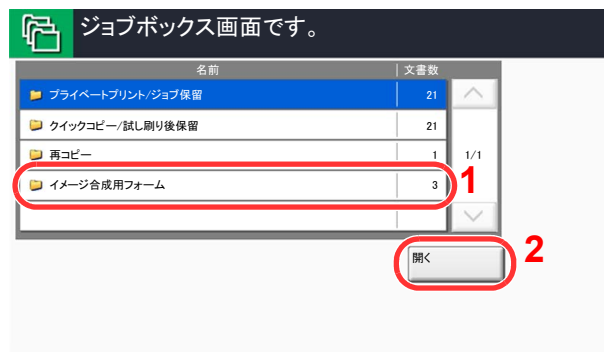 ジョブボックス画面です。
名前 文書数
プライベートプリント/ジョブ保留 21
クイックコピー/試し刷り後保留 21
再コピー 1 1/1
イメージ合成用フォーム 3 1
開く 2